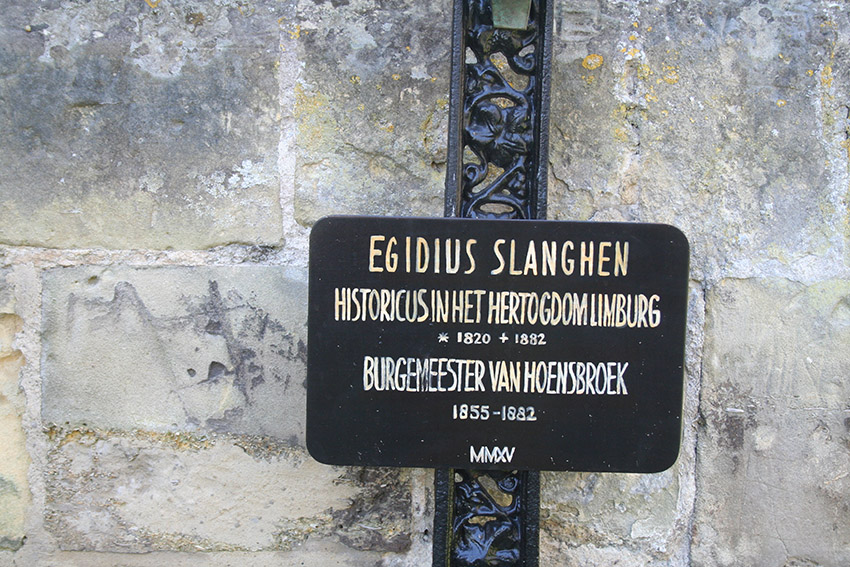 EGIDIUS SLANGHEN
HISTORICUS IN HET HERTOGDOM LIMBURG
* 1820 + 1882
BURGEMEESTER VAN HOENSBROEK
1855-1882
MMXV